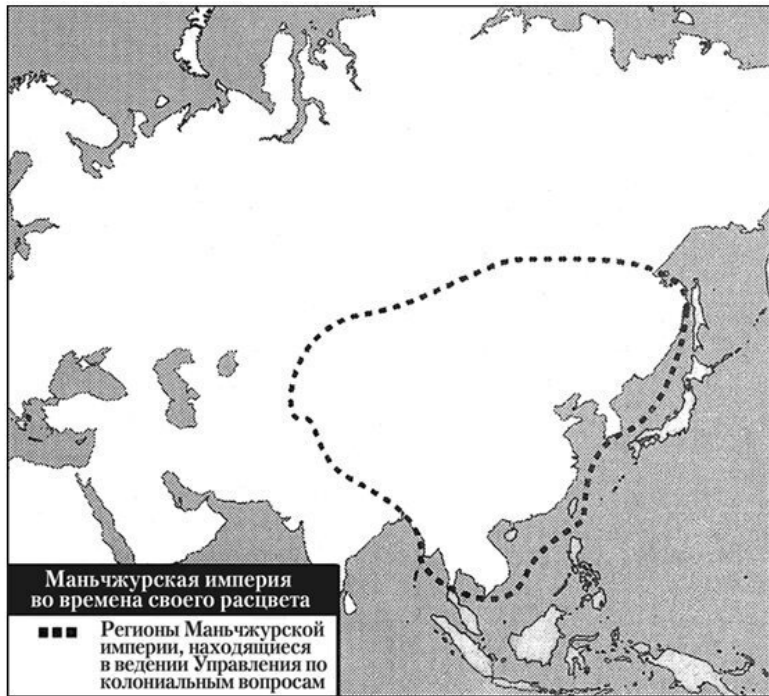 Маньчжурская империя
во времена своего расцвета
Регионы Маньчжурской
империи, находящиеся
в ведении Управления по
колониальным вопросам